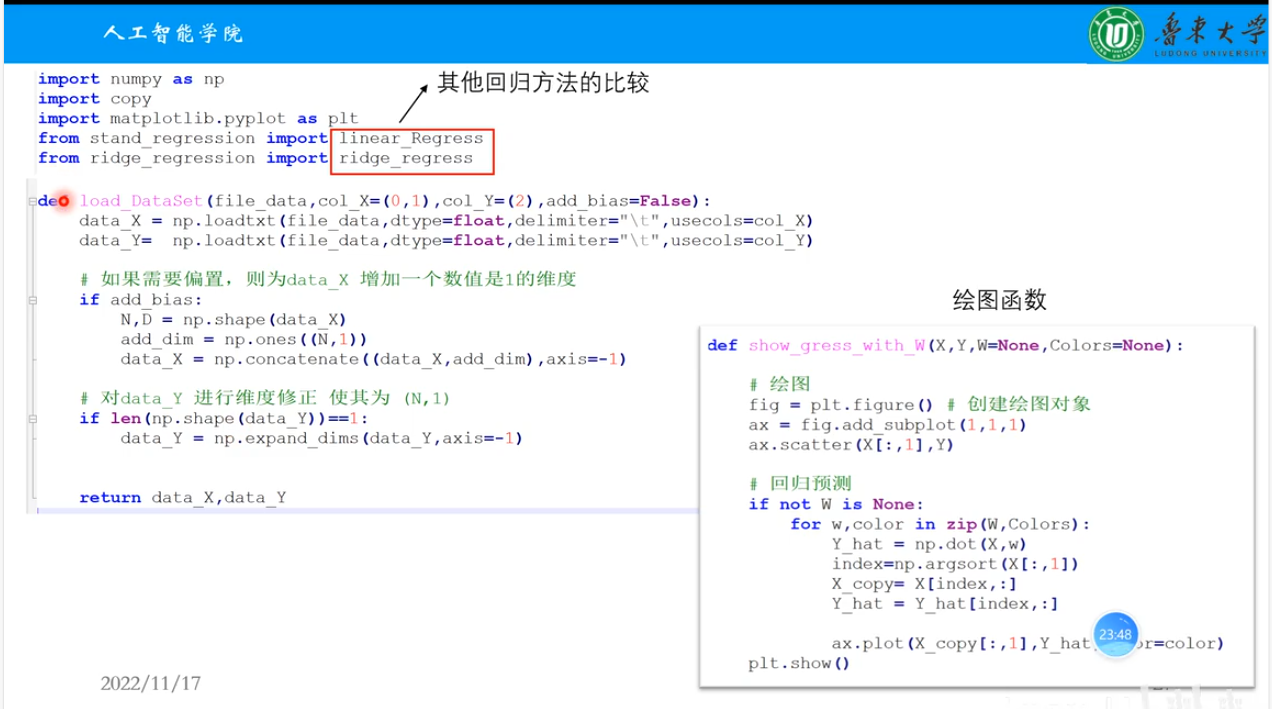 人工智能学院
鲁东大学
LUDONG UNIVERSITY
import numpy as np
import copy
import matplotlib.pyplot as plt
from stand_regression import linear_Regress
from ridge_regression import ridge_regress
其他回归方法的比较
de load_DataSet(file_data,col_X=(0,1),col_Y=(2),add_bias=False):
data_X = np.loadtxt(file_data,dtype=float,delimiter="\t",usecols=col_X)
data_Y=  np.loadtxt(file_data,dtype=float,delimiter="\t",usecols=col_Y)
# 如果需要偏置，则为data_X 增加一个数值是1的维度
if add_bias:
N,D = np.shape(data_X)
add_dim = np.ones((N,1))
data_X = np.concatenate((data_X,add_dim),axis=-1)
# 对data_Y 进行维度修正 使其为 (N,1)
if len(np.shape(data_Y))==1:
data_Y = np.expand_dims(data_Y,axis=-1)
return data_X,data_Y
绘图函数
def show_gress_with_W(X,Y,W=None,Colors=None):
# 绘图
fig = plt.figure() # 创建绘图对象
ax = fig.add_subplot(1,1,1)
ax.scatter(X[:,1],Y)
# 回归预测
if not W is None:
for w,color in zip(W,Colors):
Y_hat = np.dot(X,w)
index=np.argsort(X[:,1])
X_copy= X[index,:]
Y_hat = Y_hat[index,:]
ax.plot(X_copy[:,1],Y_hat or=color)
23:48
plt.show()
2022/11/17